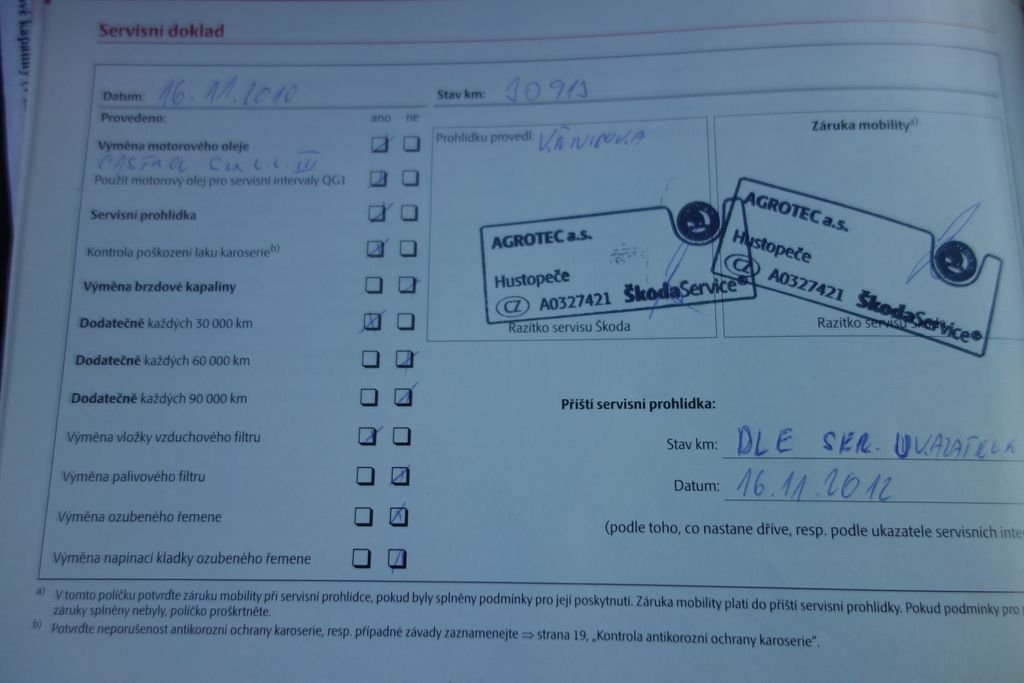 Servisní doklad
Datum: 16.11.2010
Stav km: 30913
Provedeno: ano ne
Výměna motorového oleje
CASTROL III
Použit motorový olej pro servisní intervaly QG1
Servisní prohlídka
Kontrola poškození laku karoserie b)
Výměna brzdové kapaliny
Dodatečně každých 30 000 km
Dodatečně každých 60 000 km
Dodatečně každých 90 000 km
Výměna vložky vzduchového filtru
Výměna palivového filtru
Výměna ozubeného řemene
Výměna napínací kladky ozubeného řemene
Prohlídku provedl:
AGROTEC a.s.
Hustopeče
CZ A0327421 ŠkodaService®
Razítko servisu Škoda
Záruka mobility a)
AGROTEC a.s.
Hustopeče
CZ A0327421 ŠkodaService®
Razítko servisu Škoda
Příští servisní prohlídka:
Stav km: DLE SER. UKAZATELE
Datum: 16.11.2012
(podle toho, co nastane dříve, resp. podle ukazatele servisních inte
a) V tomto políčku potvrďte záruku mobility při servisní prohlídce, pokud byly splněny podmínky pro její poskytnutí. Záruka mobility platí do příští servisní prohlídky. Pokud podmínky pro
záruky splněny nebyly, políčko proškrtněte.
b) Potvrďte neporušenost antikorozní ochrany karoserie, resp. případné závady zaznamenejte ⇒ strana 19, „Kontrola antikorozní ochrany karoserie".